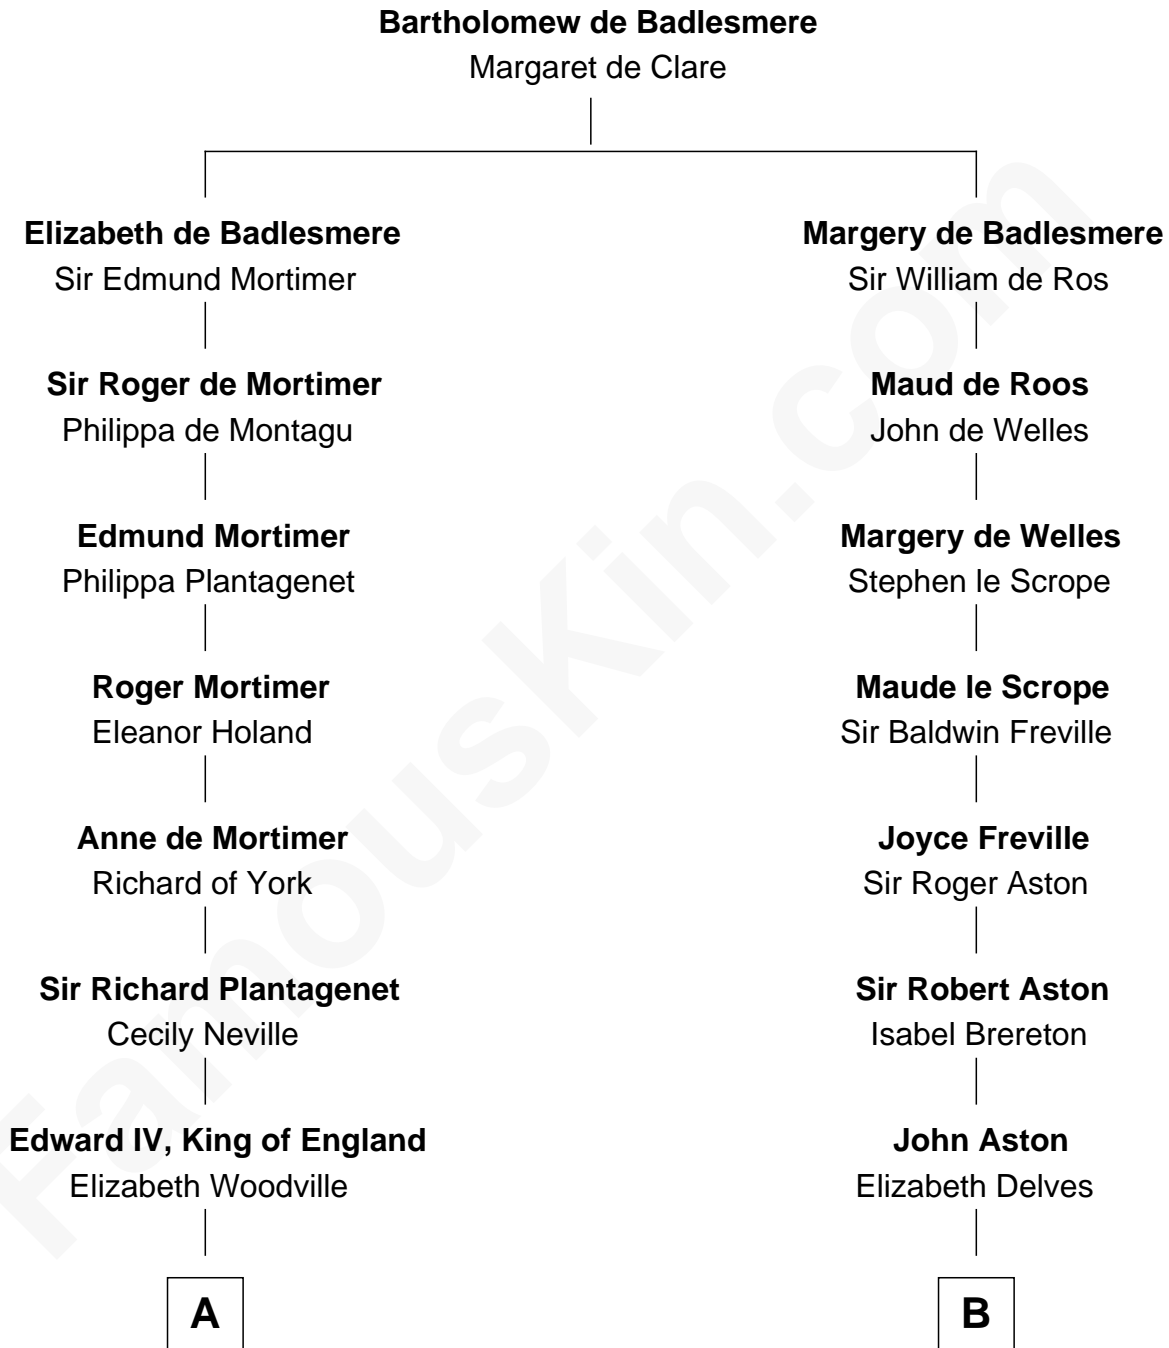 Bartholomew de Badlesmere
Margaret de Clare
Elizabeth de Badlesmere
Sir Edmund Mortimer
Sir Roger de Mortimer
Philippa de Montagu
Edmund Mortimer
Philippa Plantagenet
Roger Mortimer
Eleanor Holand
Anne de Mortimer
Richard of York
Sir Richard Plantagenet
Cecily Neville
Edward IV, King of England
Elizabeth Woodville
A
Margery de Badlesmere
Sir William de Ros
Maud de Roos
John de Welles
Margery de Welles
Stephen le Scrope
Maude le Scrope
Sir Baldwin Freville
Joyce Freville
Sir Roger Aston
Sir Robert Aston
Isabel Brereton
John Aston
Elizabeth Delves
B
FamousKin.com